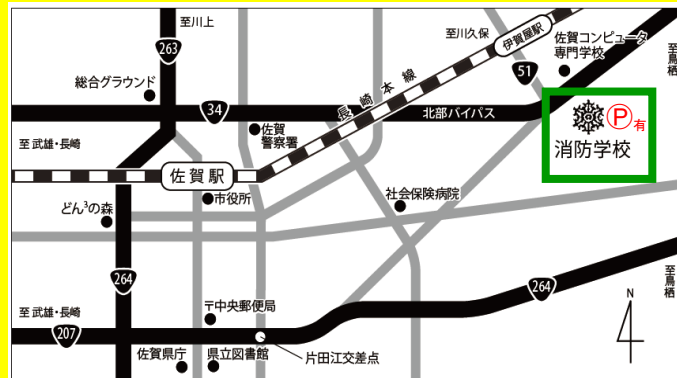 至川上
263
至川久保
伊賀屋駅
佐賀コンピュータ
専門学校
至鳥栖
51
総合グラウンド
長崎本線
34
北部バイパス
P有
消防学校
佐賀
警察署
至 武雄・長崎
佐賀駅
市役所
社会保険病院
どん³の森
264
264
至鳥栖
N
至 武雄・長崎
〒中央郵便局
207
佐賀県庁
県立図書館
片田江交差点